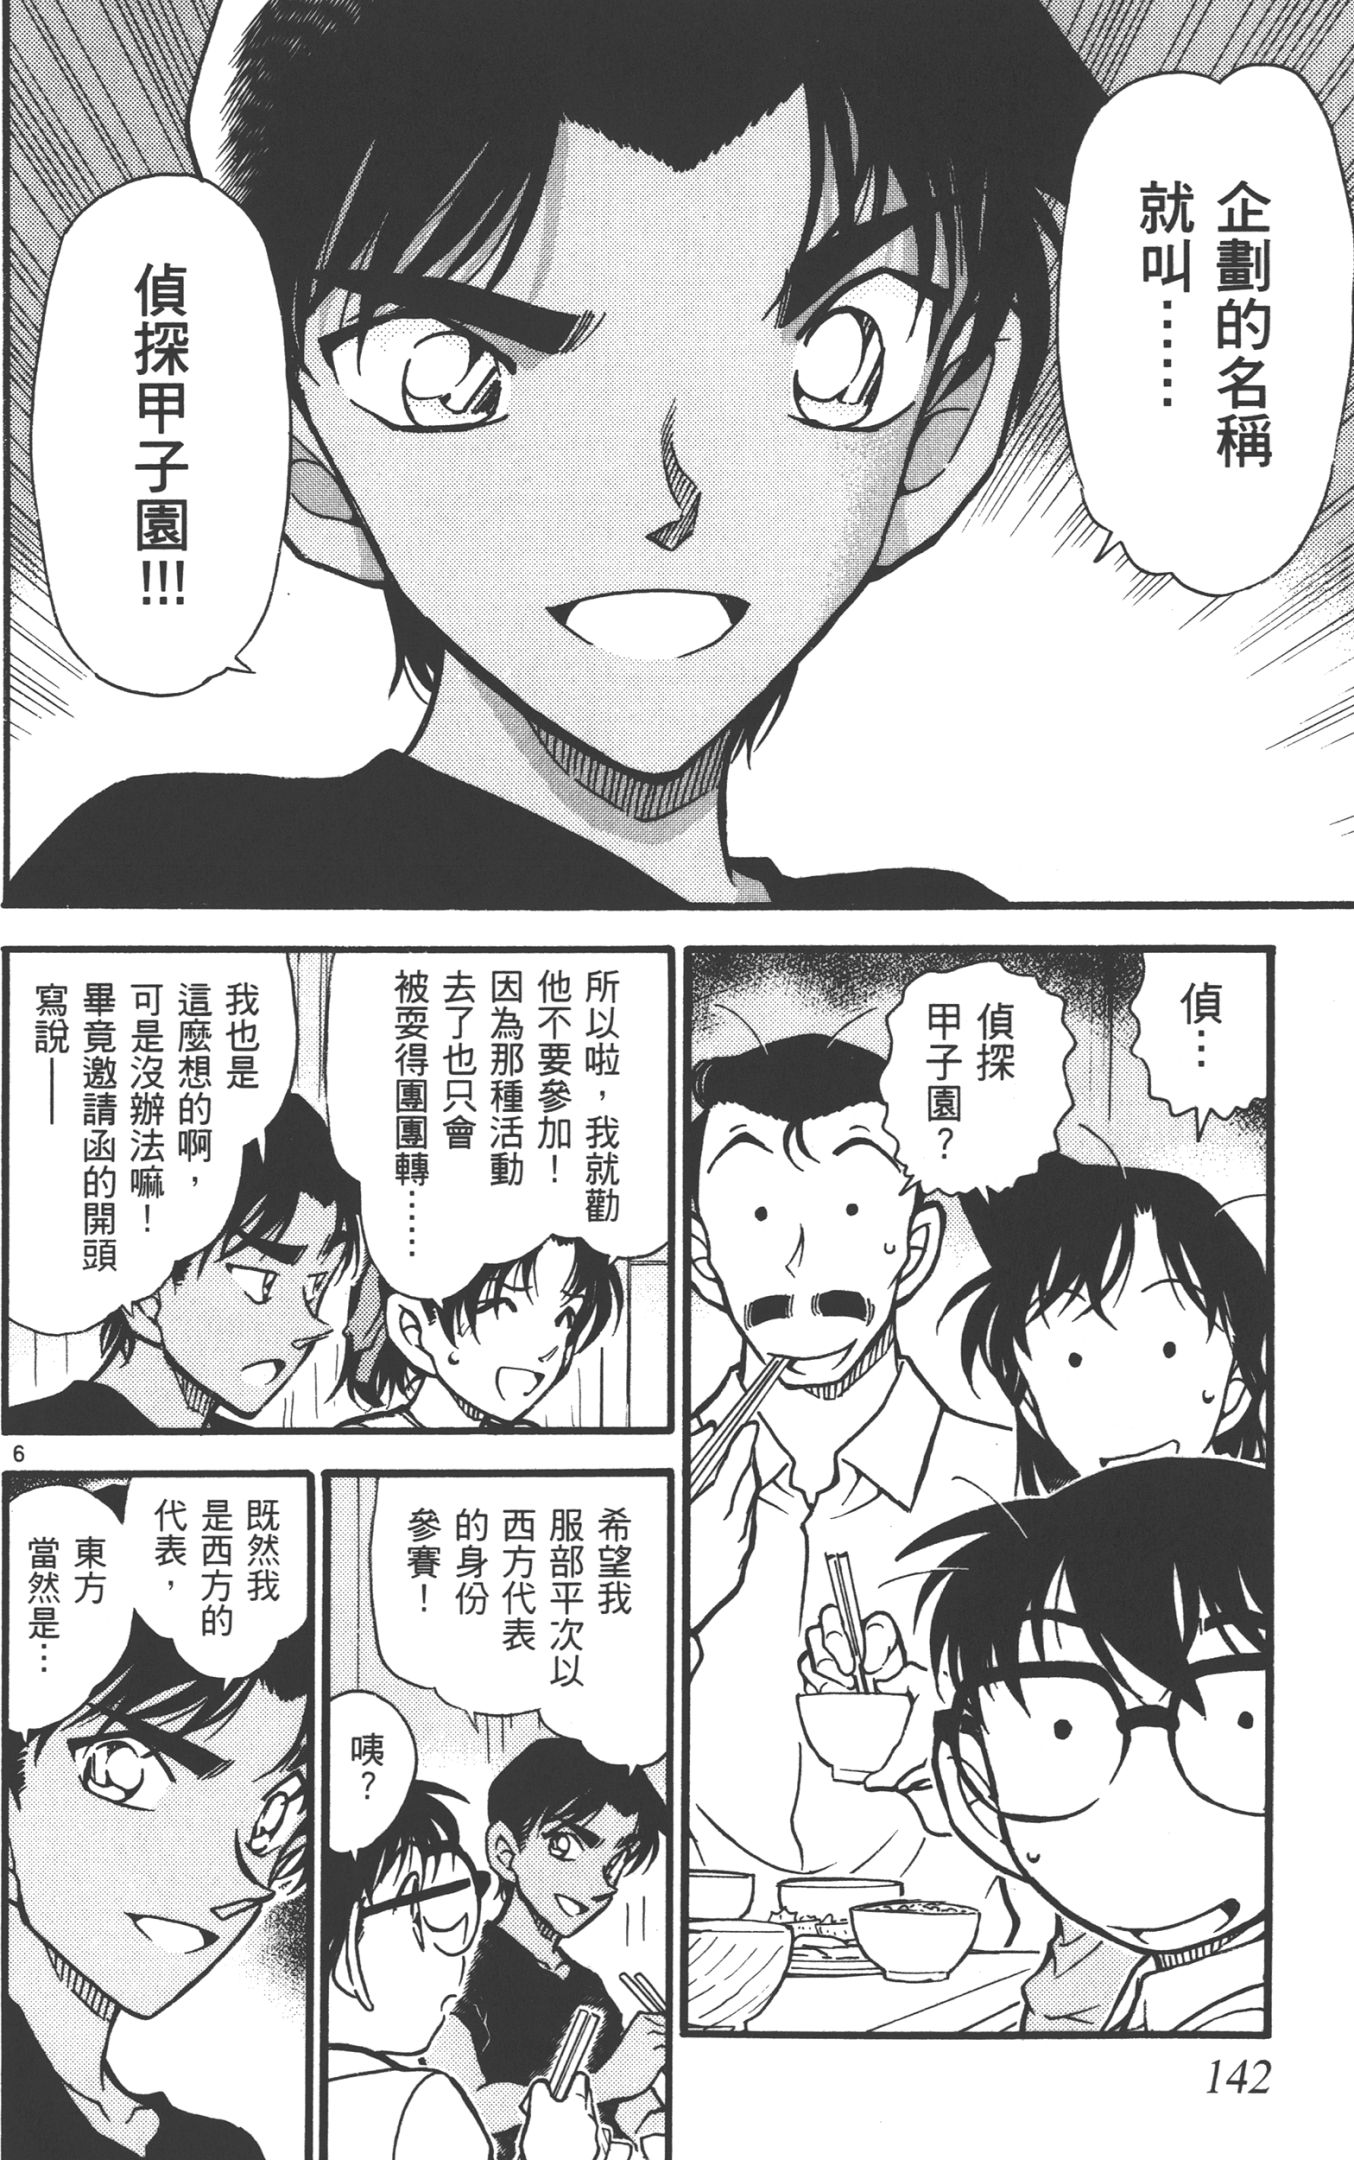 企劃的名稱
就叫……
偵探甲子園!!!
偵…
偵探
甲子園?
所以啦,我就勸
他不要參加!
因為那種活動
去了也只會
被耍得團團轉……
我也是
這麼想的啊,
可是沒辦法嘛!
畢竟邀請函的開頭
寫說——
希望我
服部平次以
西方代表
的身份
參賽!
咦?
既然我
是西方的
代表,
東方
當然是…
6
142